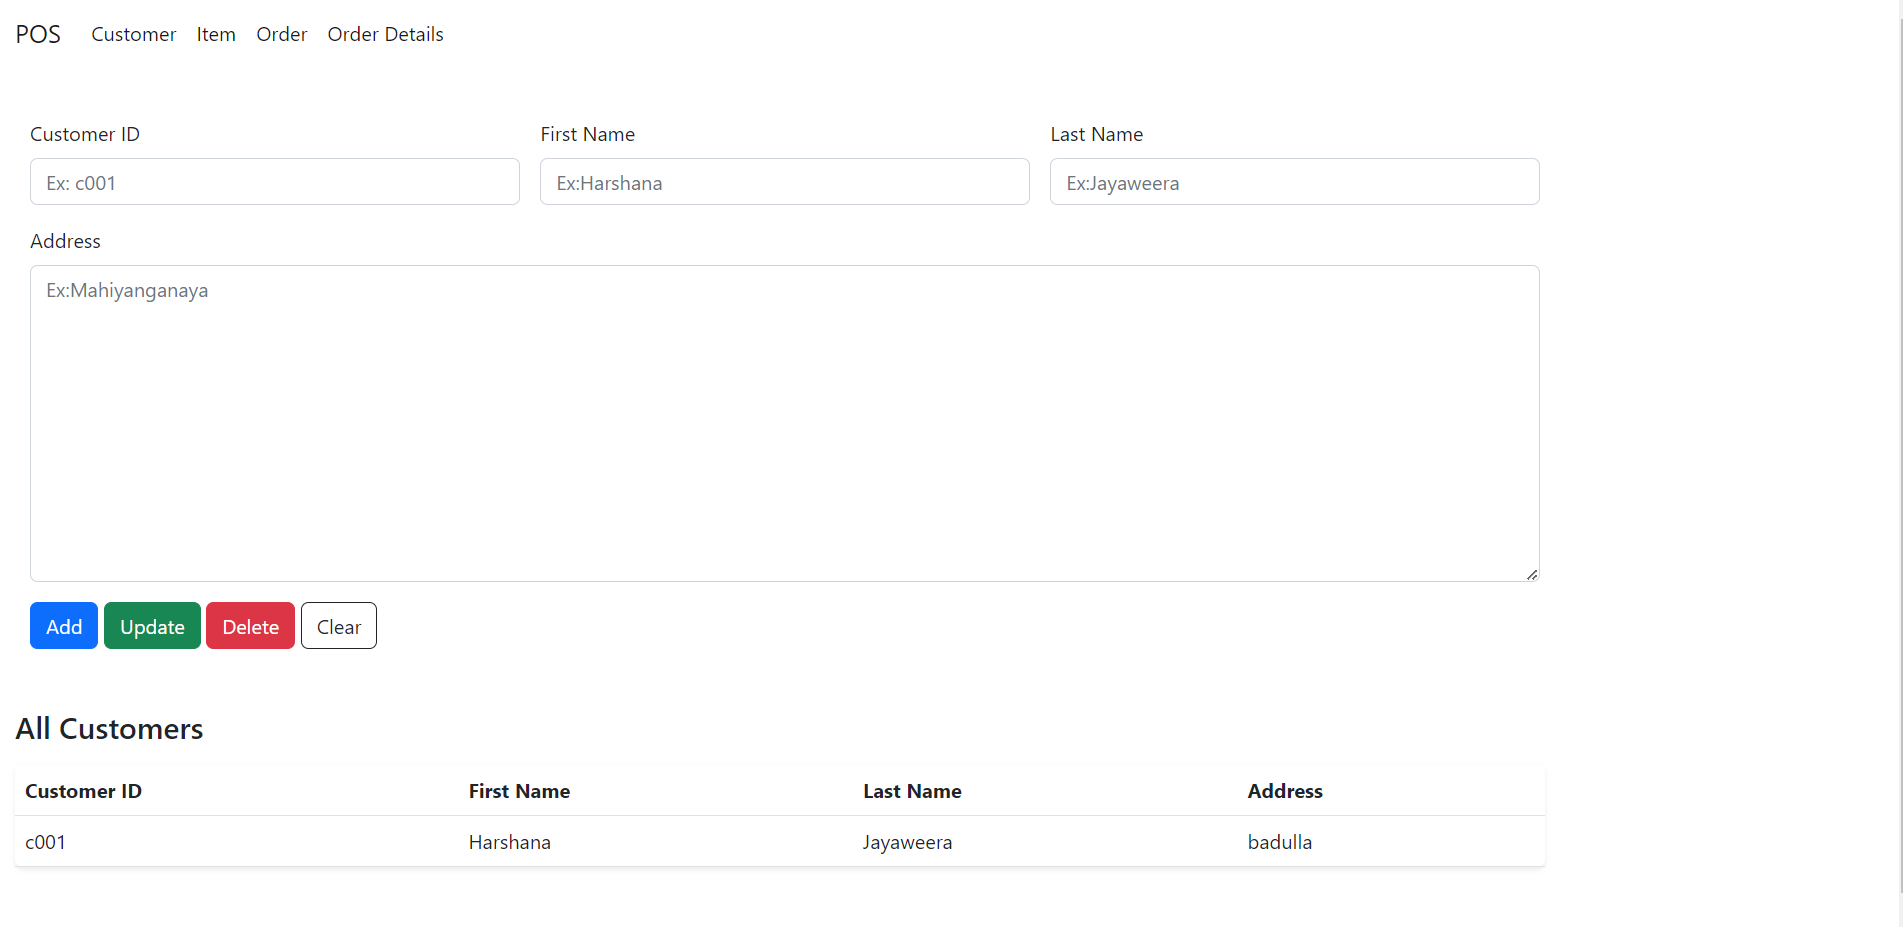 POS Customer Item Order Order Details
Customer ID First Name Last Name
Ex: c001 Ex:Harshana Ex:Jayaweera
Address
Ex:Mahiyanganaya
Add Update Delete Clear
All Customers
Customer ID First Name Last Name Address
c001 Harshana Jayaweera badulla